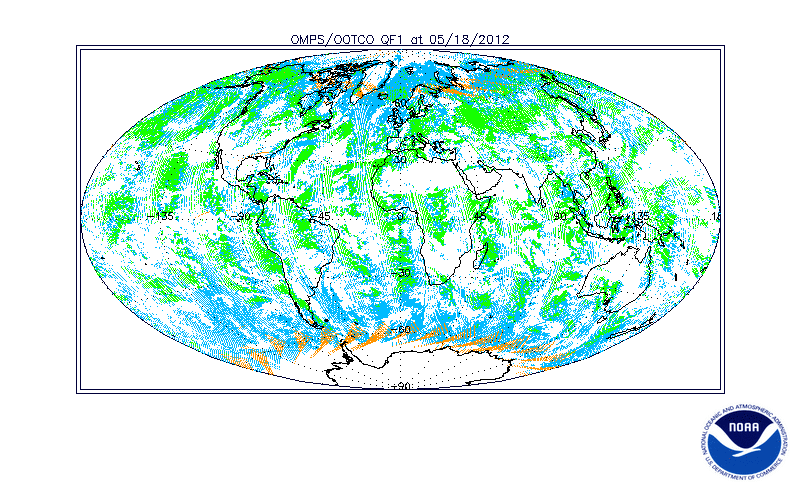 OMPS/OOTCO QF1 at 05/18/2012
30
-135 -90 -45 0 45 90 135 18
-30
-60
-90
NATIONAL OCEANIC AND ATMOSPHERIC ADMINISTRATION
NOAA
U.S. DEPARTMENT OF COMMERCE